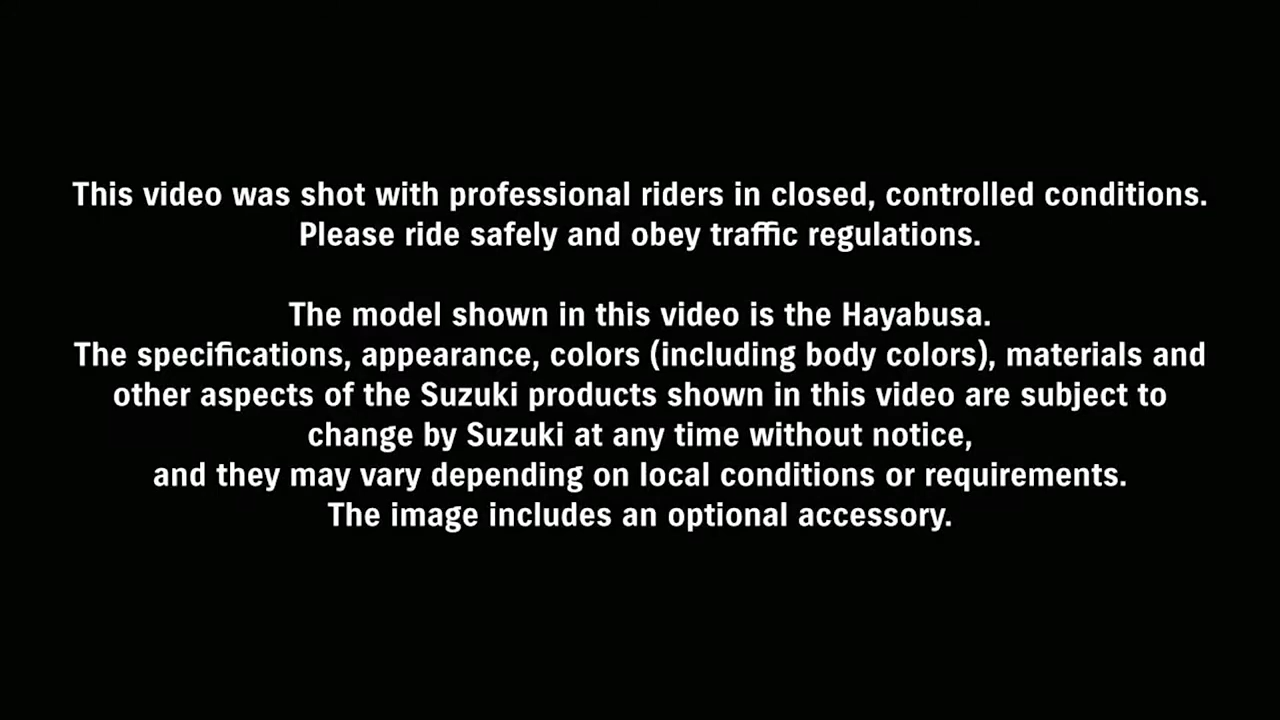 This video was shot with professional riders in closed, controlled conditions.
Please ride safely and obey traffic regulations.
The model shown in this video is the Hayabusa.
The specifications, appearance, colors (including body colors), materials and
other aspects of the Suzuki products shown in this video are subject to
change by Suzuki at any time without notice,
and they may vary depending on local conditions or requirements.
The image includes an optional accessory.